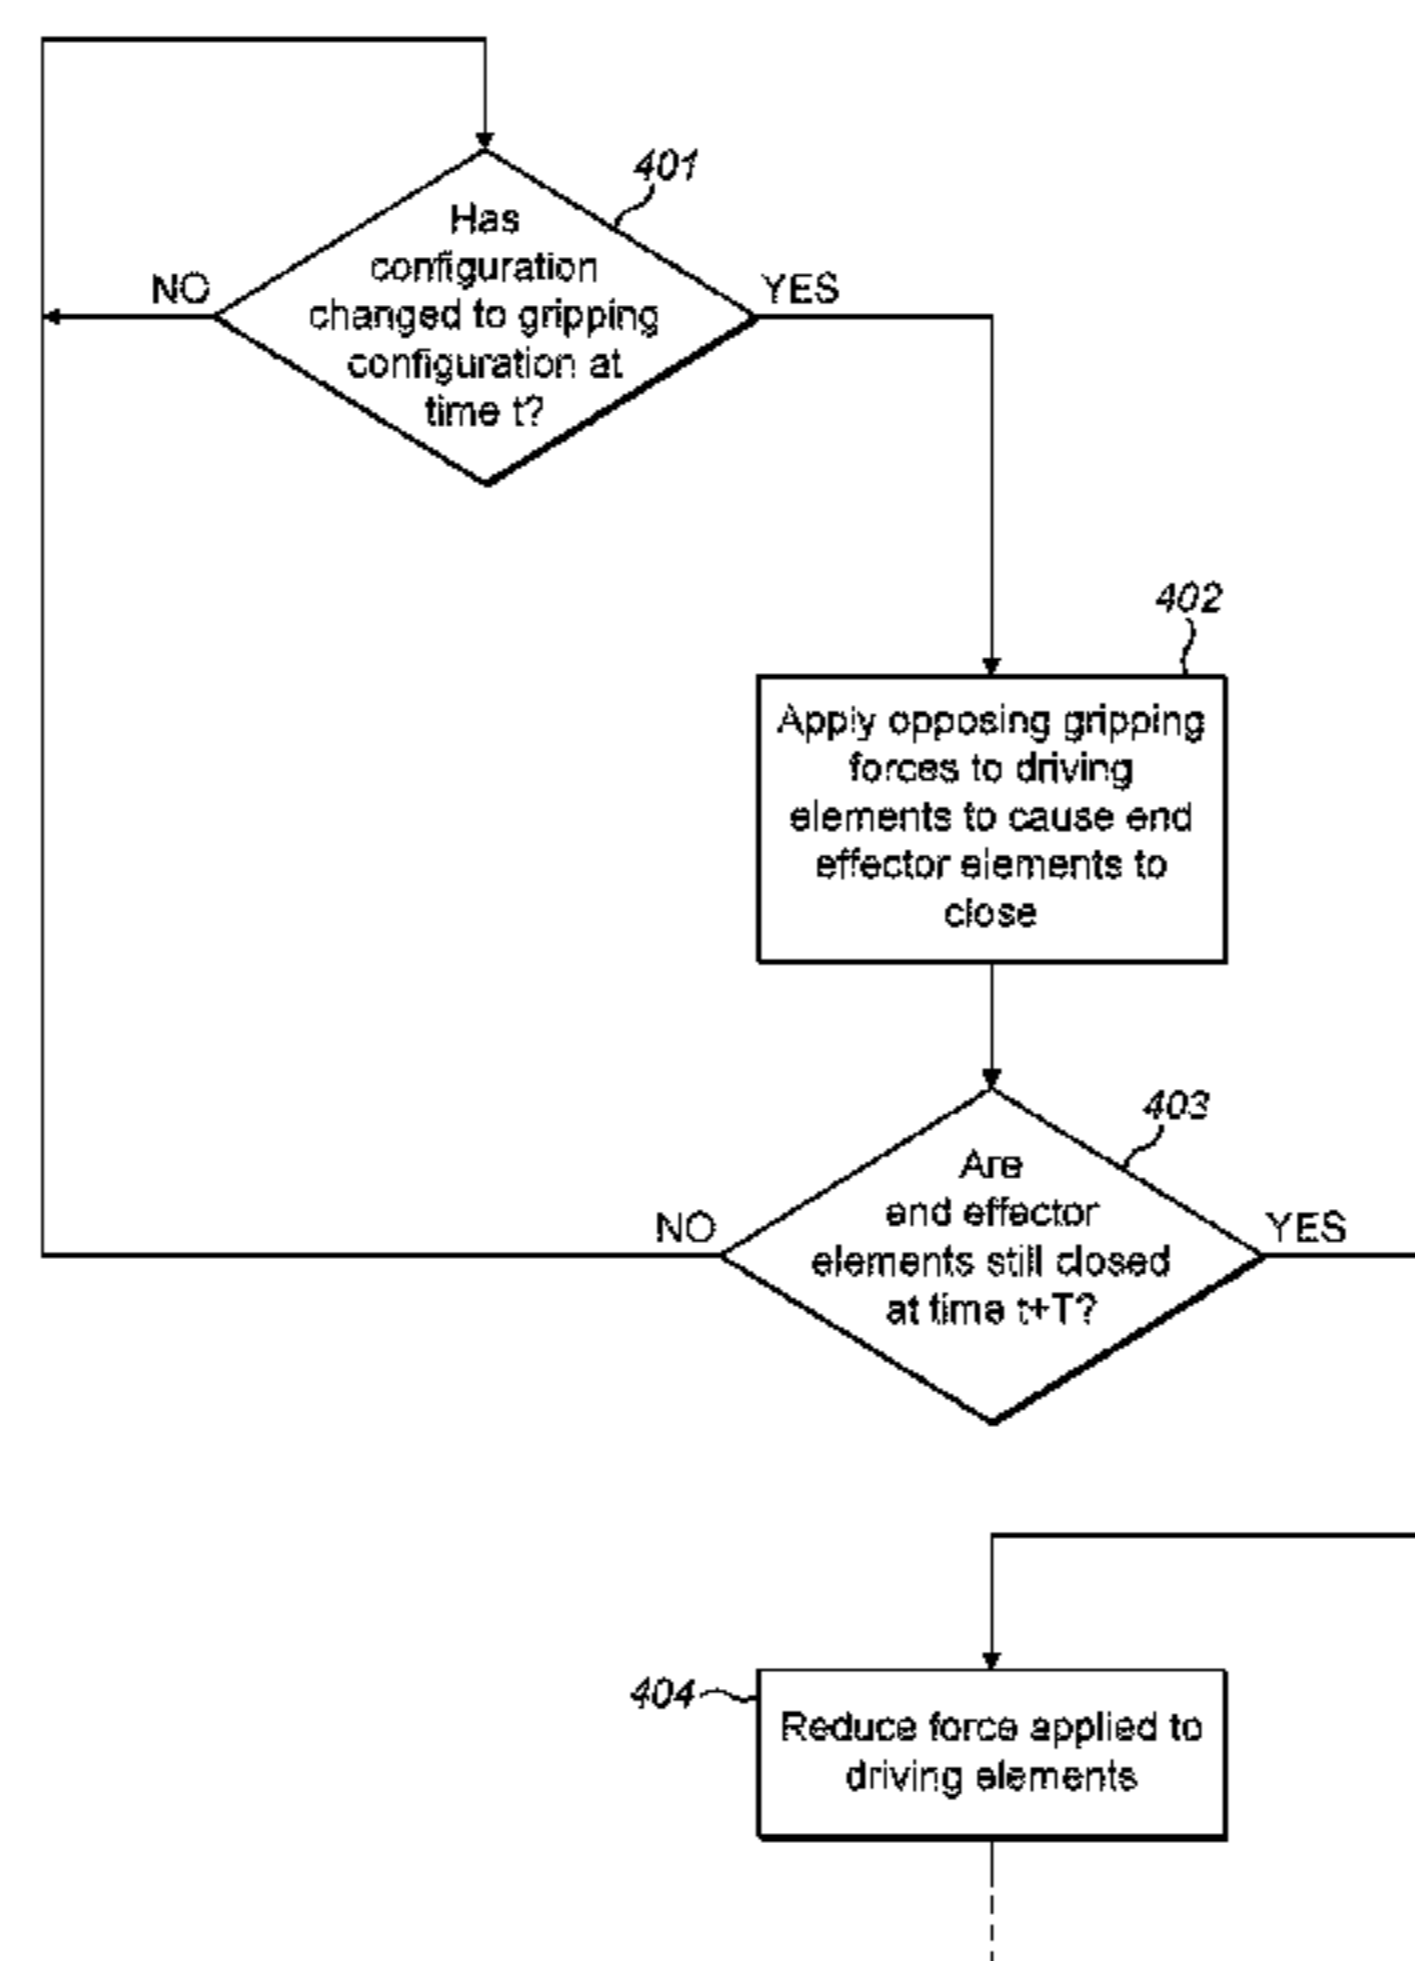 401
Has
configuration
changed to gripping
configuration at
time t?
NO
YES
402
Apply opposing gripping
forces to driving
elements to cause end
effector elements to
close
403
Are
end effector
elements still closed
at time t+T?
NO
YES
404
Reduce force applied to
driving elements